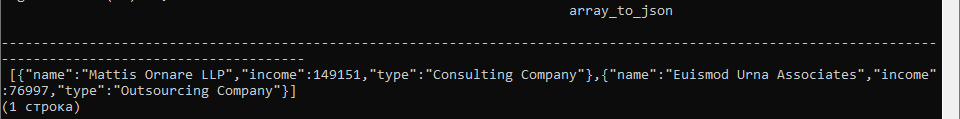 array_to_json
---------------------------------------------------------------------------------------------------------------------
--------------------------------------
[{"name":"Mattis Ornare LLP","income":149151,"type":"Consulting Company"},{"name":"Euismod Urna Associates","income"
:76997,"type":"Outsourcing Company"}]
(1 строка)